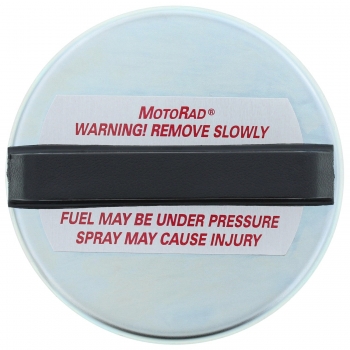 MOTORAD®
WARNING! REMOVE SLOWLY
FUEL MAY BE UNDER PRESSURE
SPRAY MAY CAUSE INJURY